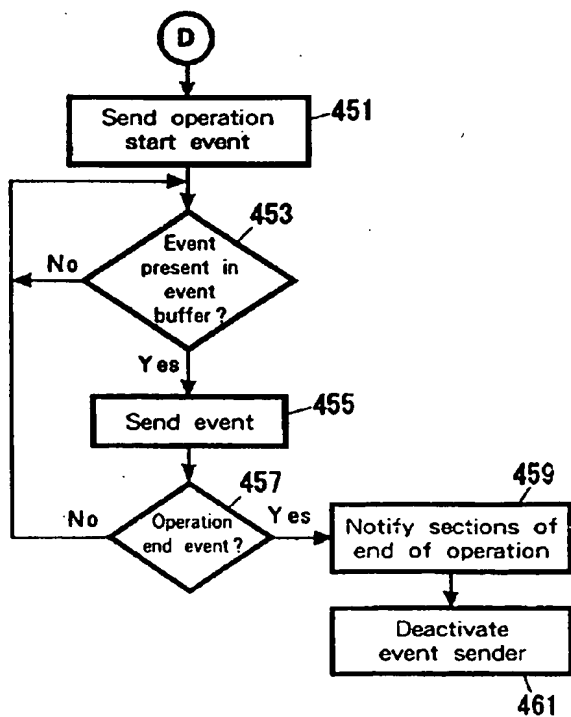 D
Send operation
start event
451
453
Event
present in
event
buffer?
No
Yes
Send event
455
457
Operation
end event?
No
Yes
459
Notify sections of
end of operation
Deactivate
event sender
461